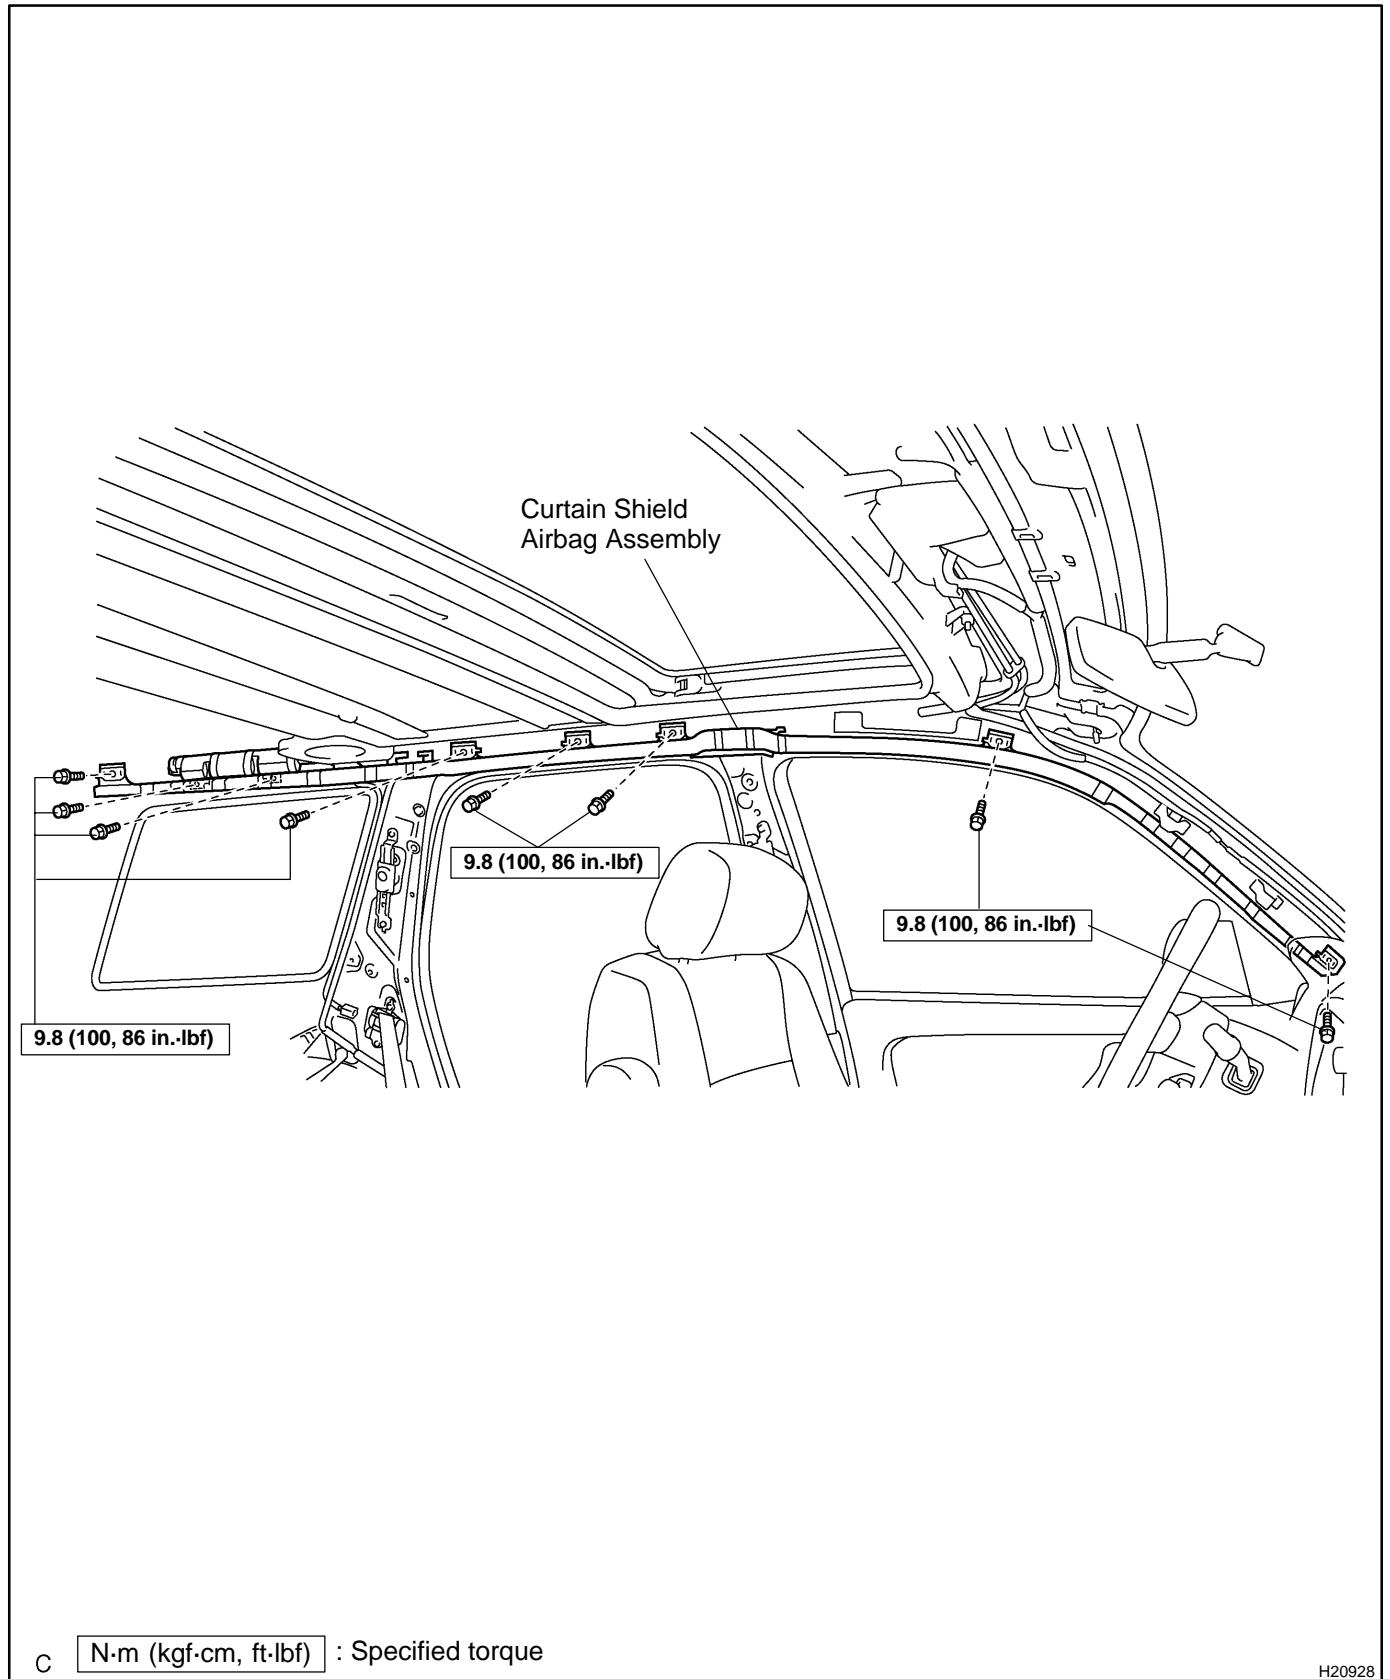 Curtain Shield
Airbag Assembly
9.8 (100, 86 in.·lbf)
9.8 (100, 86 in.·lbf)
9.8 (100, 86 in.·lbf)
C N·m (kgf·cm, ft·lbf) : Specified torque
H20928